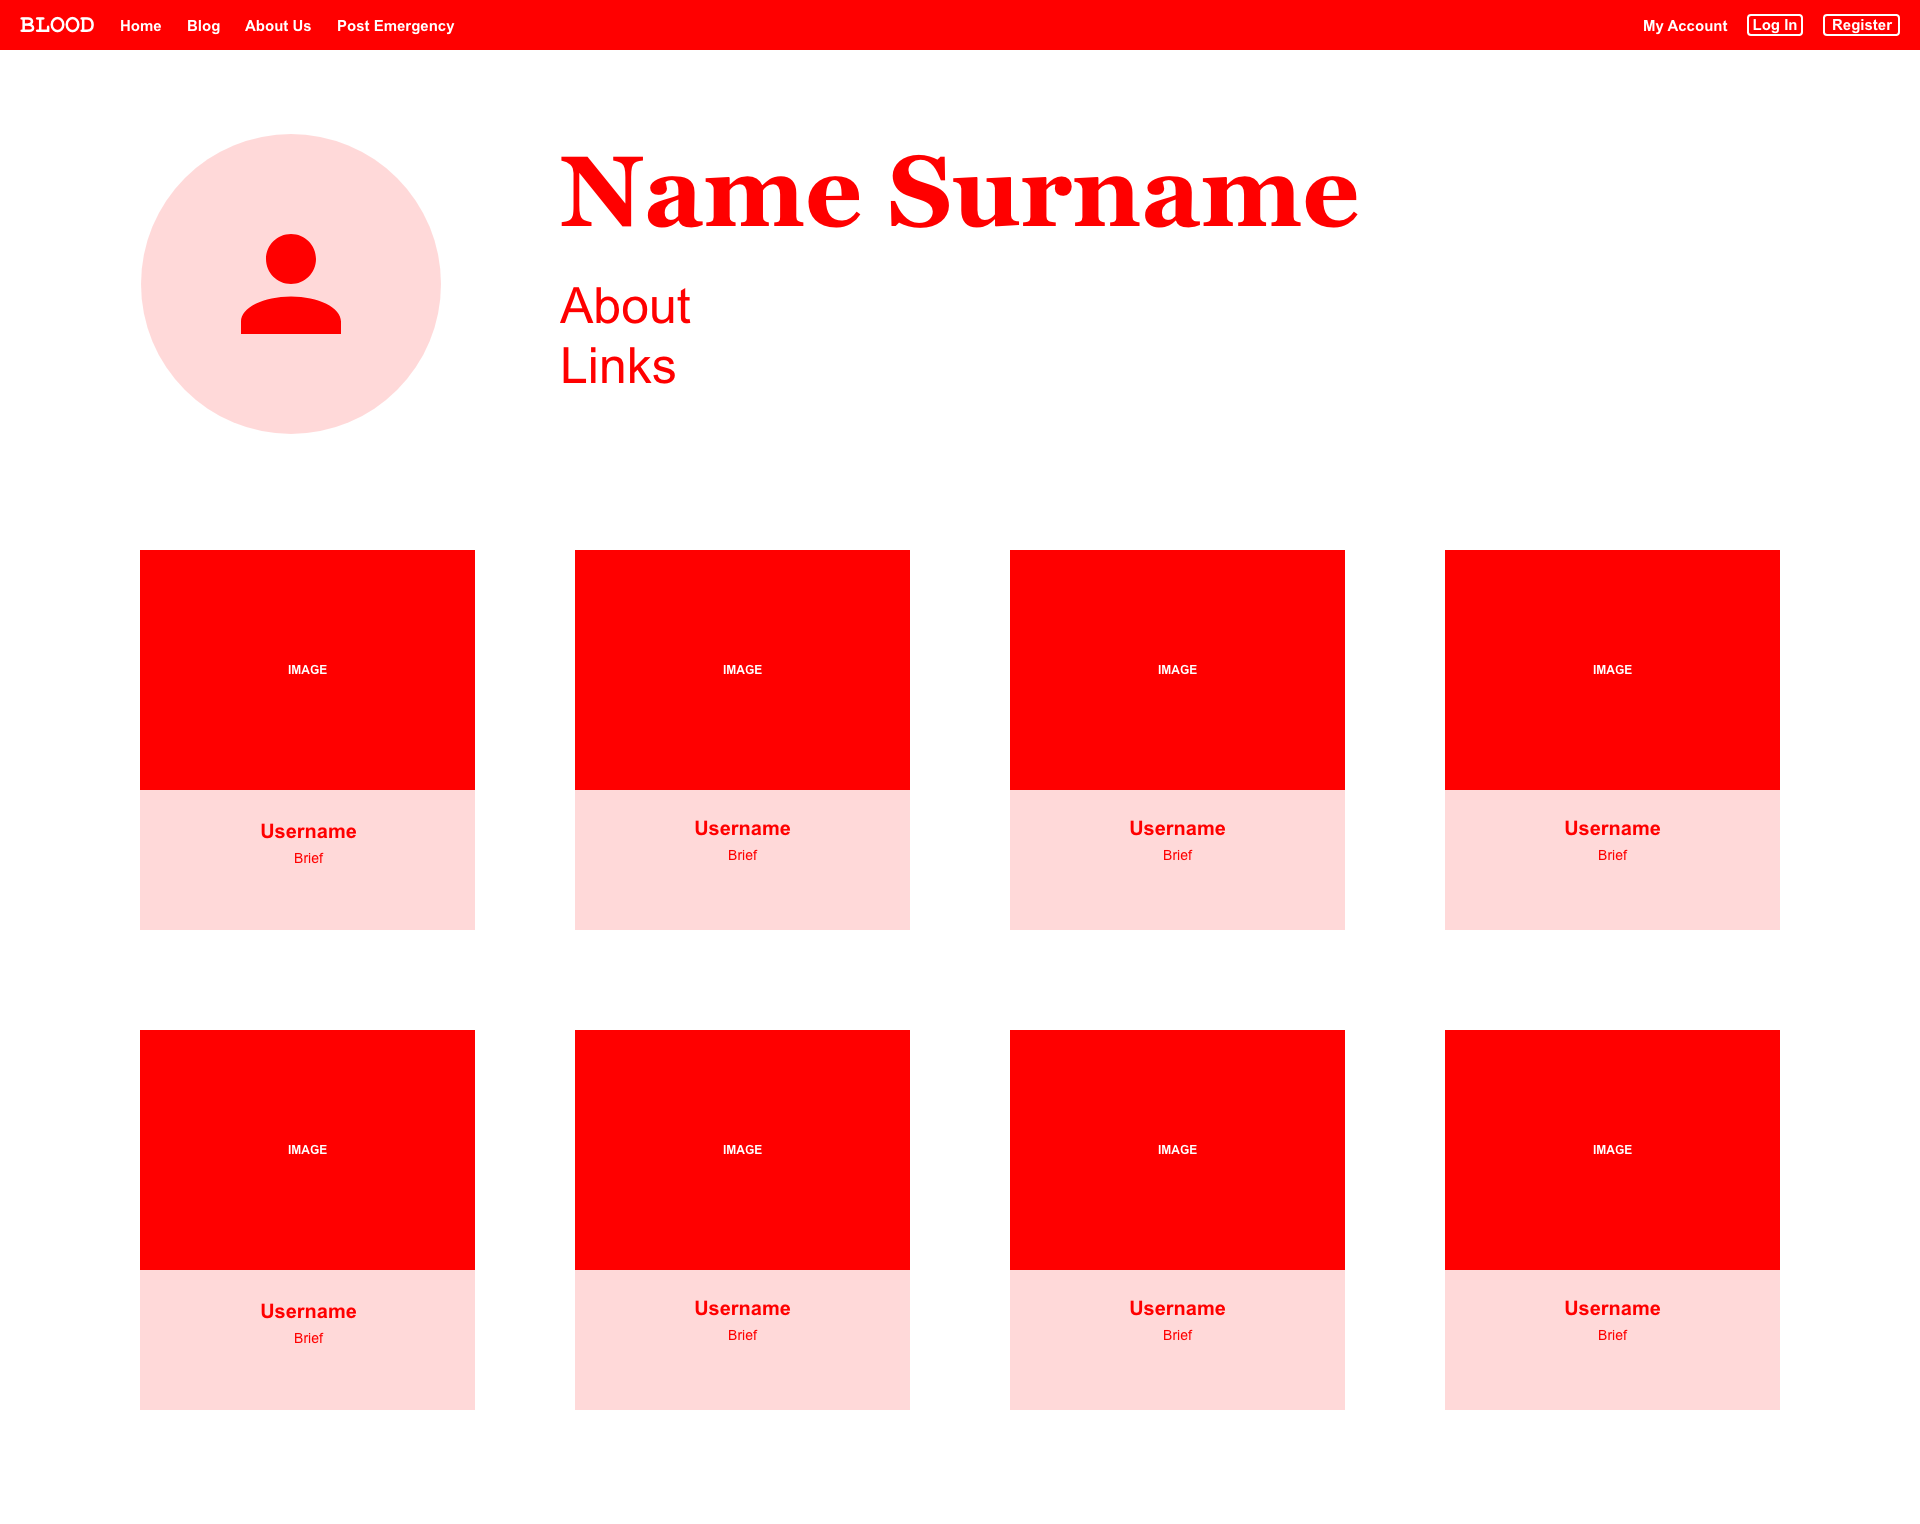 BLOOD Home Blog About Us Post Emergency My Account Log In Register
Name Surname
About
Links
IMAGE IMAGE IMAGE IMAGE
Username Username Username Username
Brief Brief Brief Brief
IMAGE IMAGE IMAGE IMAGE
Username Username Username Username
Brief Brief Brief Brief